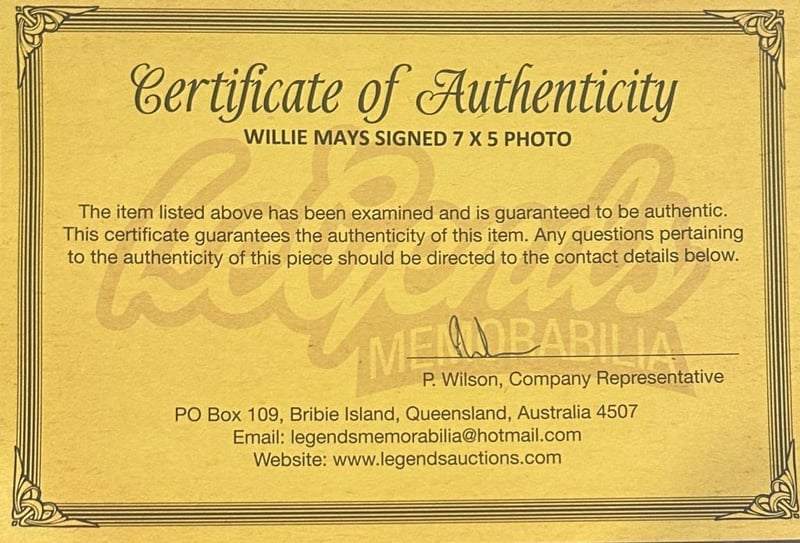 Certificate of Authenticity
WILLIE MAYS SIGNED 7 X 5 PHOTO
Legends
MEMORABILIA
The item listed above has been examined and is guaranteed to be authentic.
This certificate guarantees the authenticity of this item. Any questions pertaining
to the authenticity of this piece should be directed to the contact details below.
P. Wilson, Company Representative
PO Box 109, Bribie Island, Queensland, Australia 4507
Email: legendsmemorabilia@hotmail.com
Website: www.legendsauctions.com